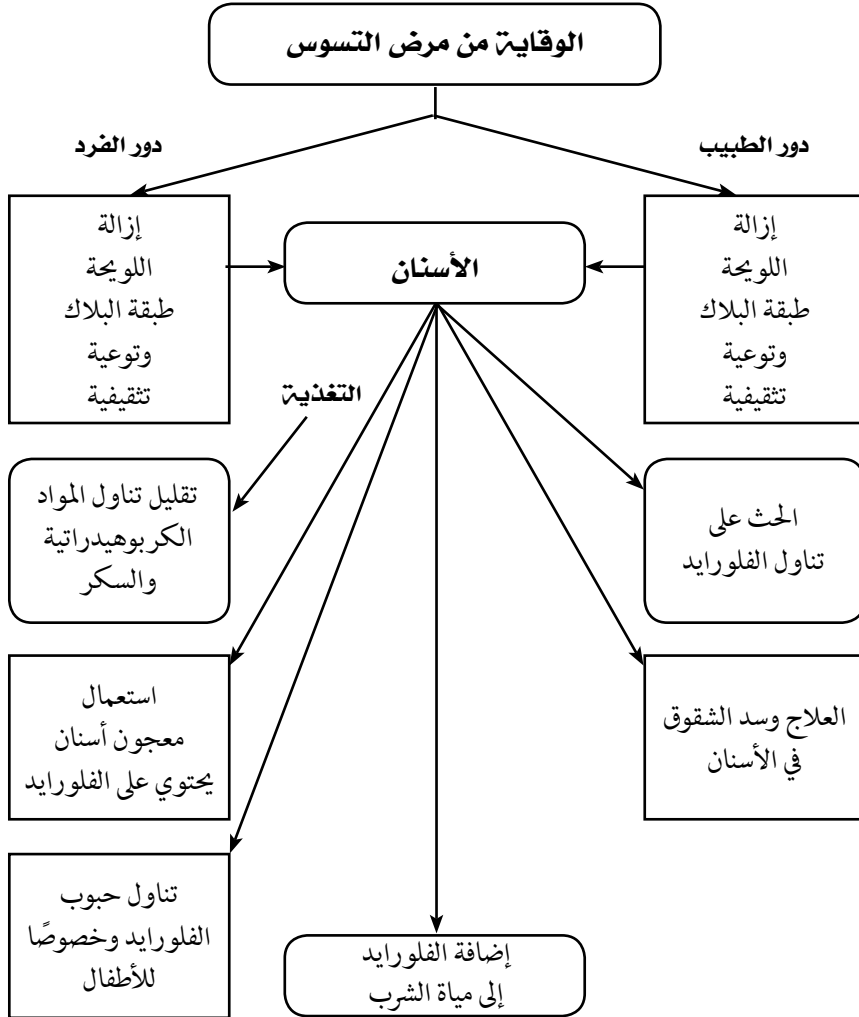 الوقاية من مرض التسوس
دور الطبيب
دور الفرد
إزالة
اللويحة
طبقة البلاك
وتوعية
تثقيفية
الأسنان
إزالة
اللويحة
طبقة البلاك
وتوعية
تثقيفية
التغذية
الحث على
تناول الفلورايد
تقليل تناول المواد
الكربوهيدراتية
والسكر
العلاج وسد الشقوق
في الأسنان
استعمال
معجون أسنان
يحتوي على الفلورايد
تناول حبوب
الفلورايد وخصوصًا
للأطفال
إضافة الفلورايد
إلى مياة الشرب